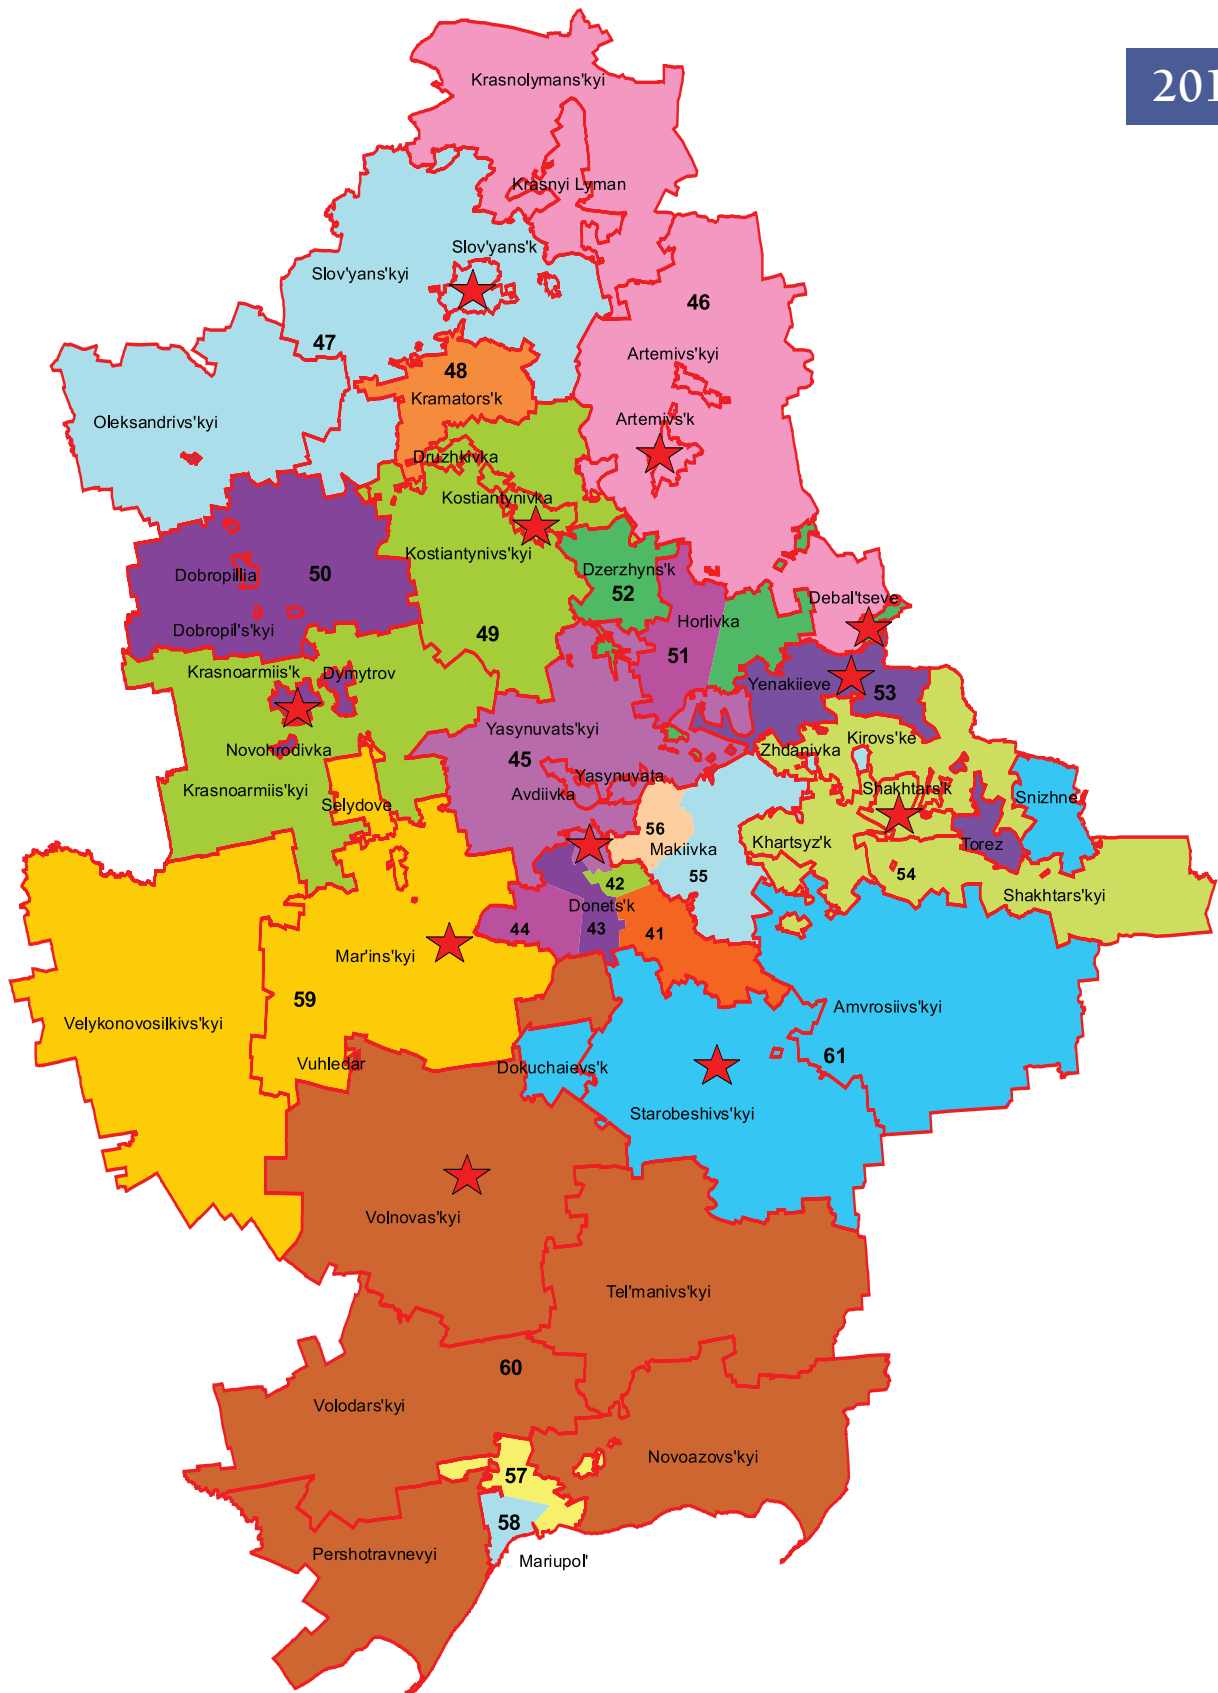 Krasnolymans'kyi
201
Krasnyi Lyman
Slov'yans'k
Slov'yans'kyi
46
47
Artemivs'kyi
48
Kramators'k
Oleksandrivs'kyi
Artemivs'k
Druzhkivka
Kostiantynivka
Kostiantynivs'kyi
Dobropillia
50
Dzerzhyns'k
52
Debal'tseve
Dobropil's'kyi
49
Horlivka
51
Krasnoarmiis'k
Dymytrov
Yenakiieve
53
Yasynuvats'kyi
Kirovs'ke
Novohrodivka
Zhdanivka
45
Yasynuvata
Krasnoarmiis'kyi
Avdiivka
Shakhtars'k
Snizhne
Selydove
56
Makiivka
Khartsyz'k
Torez
55
54
42
Shakhtars'kyi
Donets'k
44
43
41
Mar'ins'kyi
59
Amvrosiivs'kyi
Velykonovosilkivs'kyi
61
Vuhledar
Dokuchaievs'k
Starobeshivs'kyi
Volnovas'kyi
Tel'manivs'kyi
60
Volodars'kyi
Novoazovs'kyi
57
58
Pershotravnevyi
Mariupol'